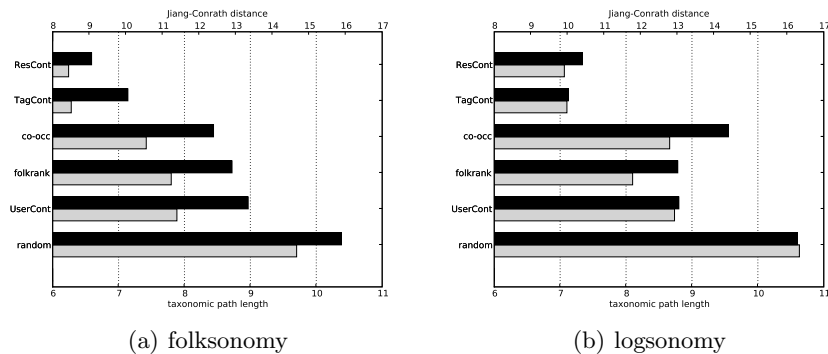 Jiang-Conrath distance
8 9 10 11 12 13 14 15 16 17
ResCont
TagCont
co-occ
folkrank
UserCont
random
6 7 8 9 10 11
taxonomic path length
(a) folksonomy
Jiang-Conrath distance
8 9 10 11 12 13 14 15 16 17
ResCont
TagCont
co-occ
folkrank
UserCont
random
6 7 8 9 10 11
taxonomic path length
(b) logsonomy